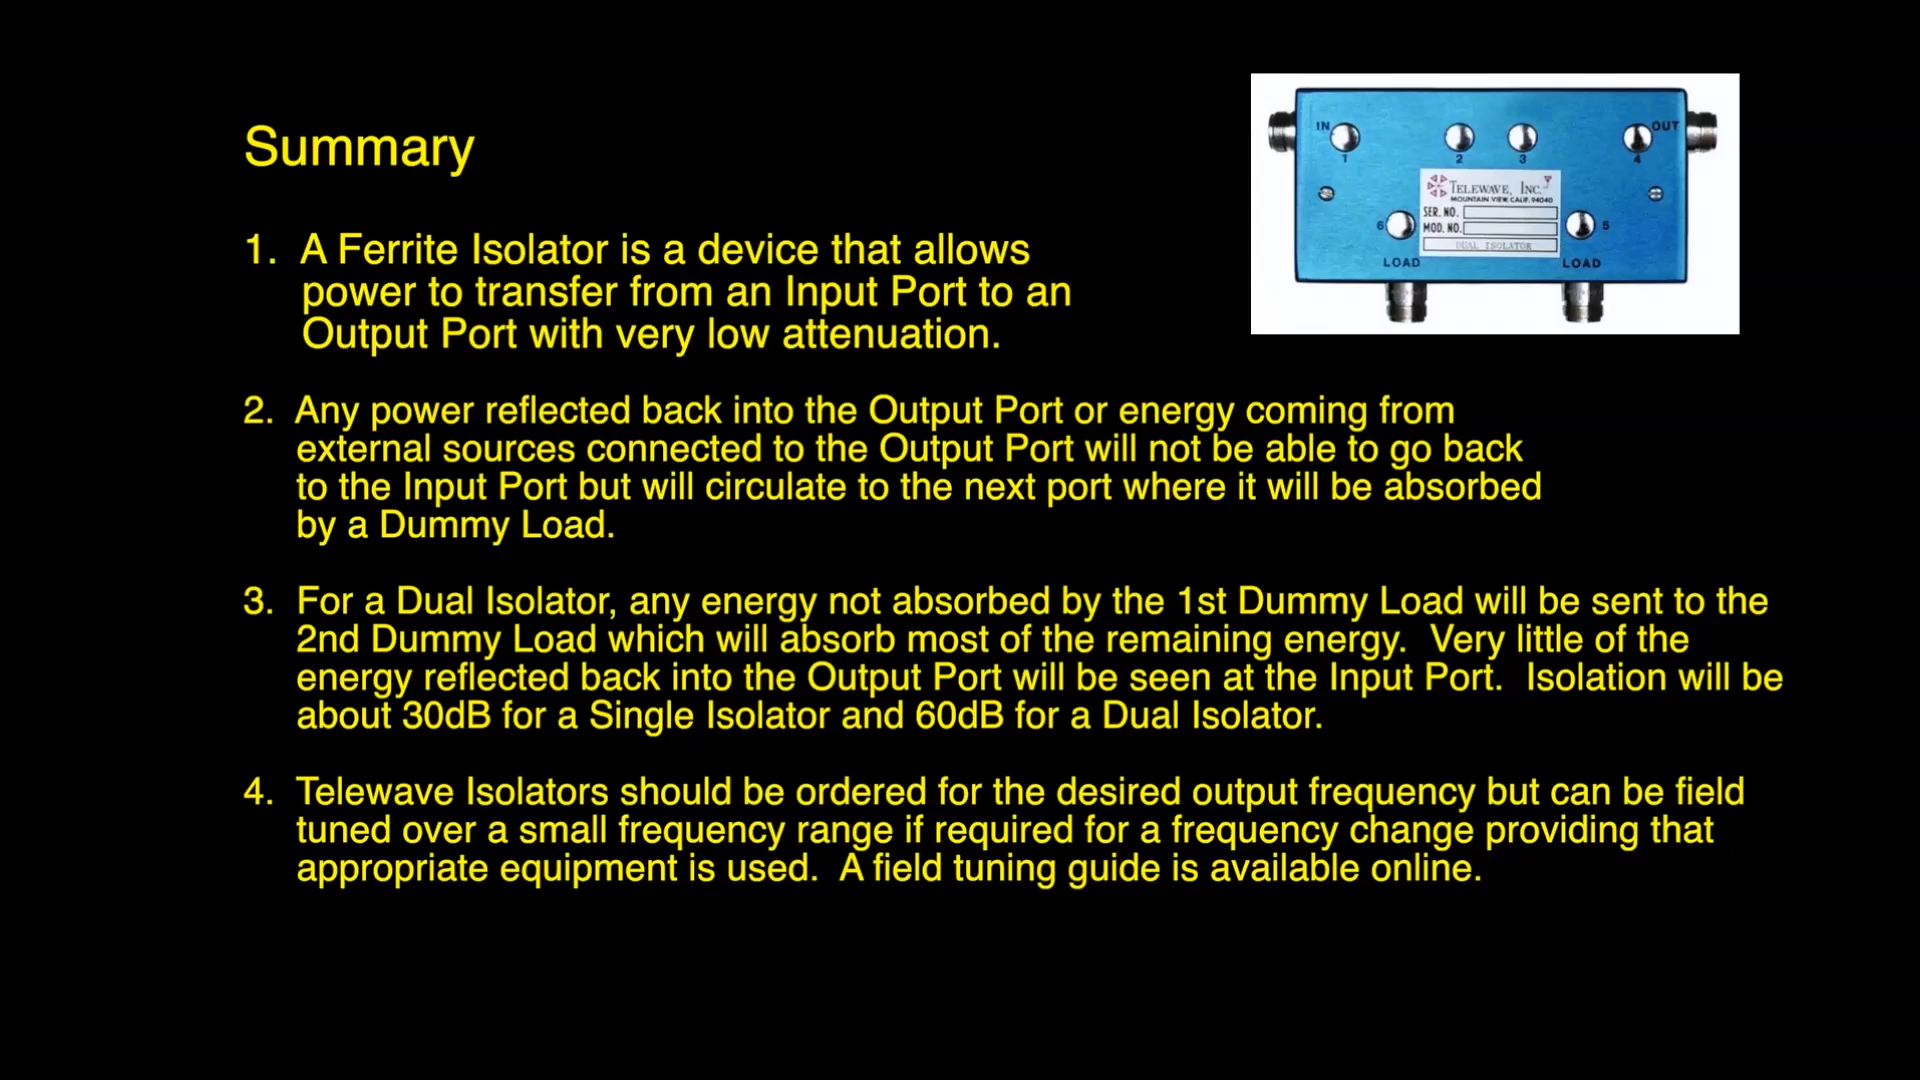 Summary
1. A Ferrite Isolator is a device that allows
power to transfer from an Input Port to an
Output Port with very low attenuation.
2. Any power reflected back into the Output Port or energy coming from
external sources connected to the Output Port will not be able to go back
to the Input Port but will circulate to the next port where it will be absorbed
by a Dummy Load.
3. For a Dual Isolator, any energy not absorbed by the 1st Dummy Load will be sent to the
2nd Dummy Load which will absorb most of the remaining energy. Very little of the
energy reflected back into the Output Port will be seen at the Input Port. Isolation will be
about 30dB for a Single Isolator and 60dB for a Dual Isolator.
4. Telewave Isolators should be ordered for the desired output frequency but can be field
tuned over a small frequency range if required for a frequency change providing that
appropriate equipment is used. A field tuning guide is available online.
IN OUT
1 2 3 4
TELEWAVE, INC.
MOUNTAIN VIEW, CALIF. 94040
SER. NO.
6 MOD. NO. 5
DUAL ISOLATOR
LOAD LOAD